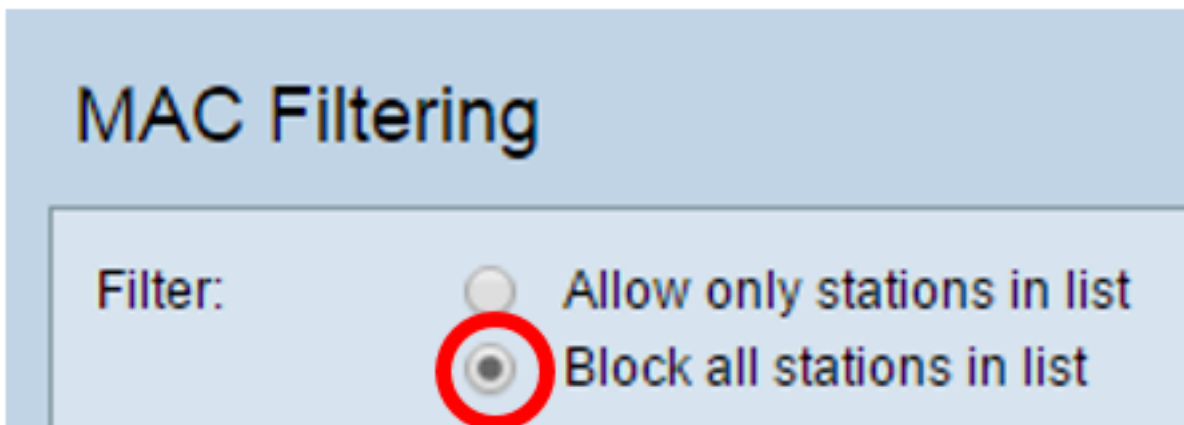 MAC Filtering
Filter: Allow only stations in list
Block all stations in list